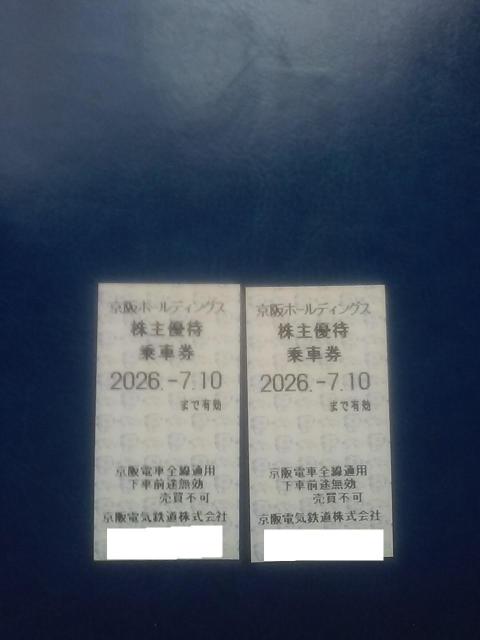 京阪ホールディングス
株主優待
乗車券
2026.-7.10
まで有効
京阪電車全線通用
下車前途無効
売買不可
京阪電気鉄道株式会社
京阪ホールディングス
株主優待
乗車券
2026.-7.10
まで有効
京阪電車全線通用
下車前途無効
売買不可
京阪電気鉄道株式会社